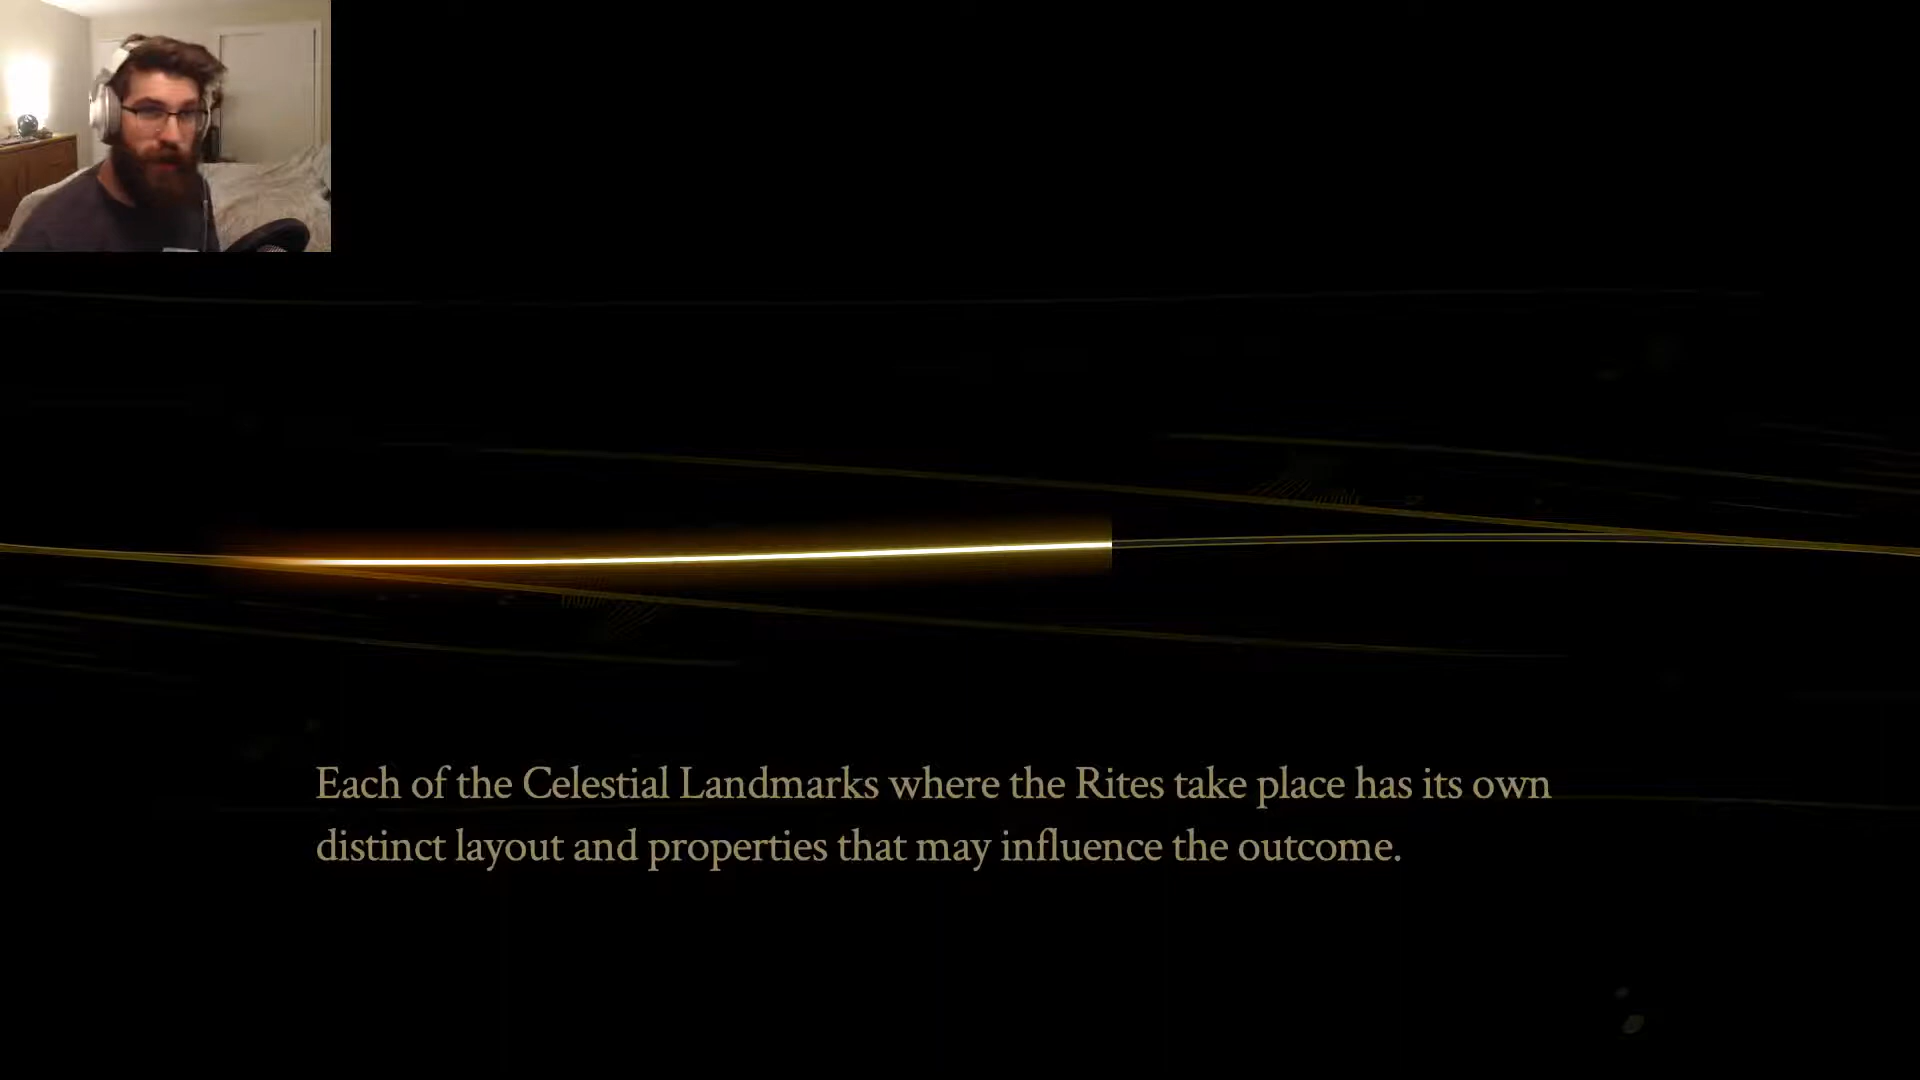 Each of the Celestial Landmarks where the Rites take place has its own
distinct layout and properties that may influence the outcome.